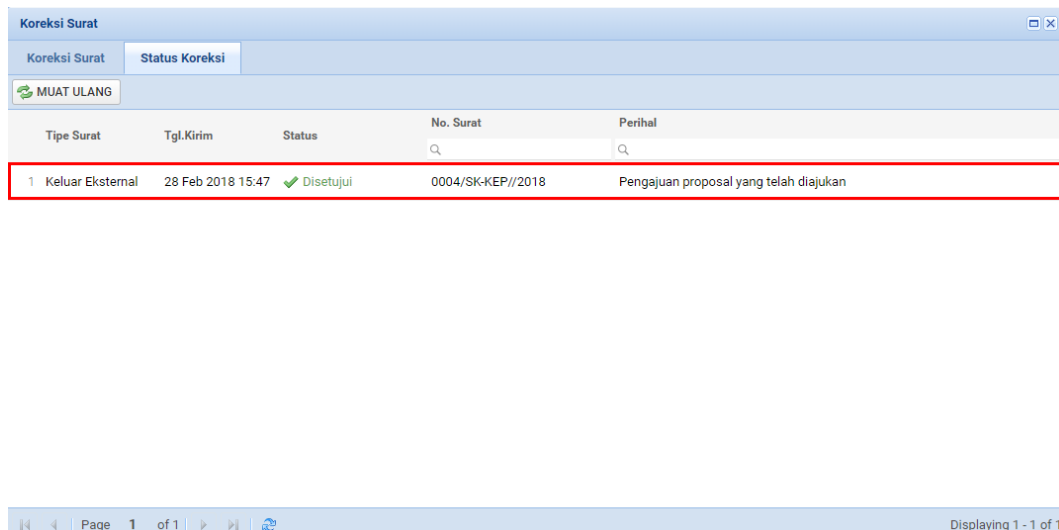 Koreksi Surat
Koreksi Surat Status Koreksi
MUAT ULANG
Tipe Surat Tgl.Kirim Status No. Surat Perihal
1 Keluar Eksternal 28 Feb 2018 15:47 Disetujui 0004/SK-KEP//2018 Pengajuan proposal yang telah diajukan
Page 1 of 1 Displaying 1 - 1 of 1